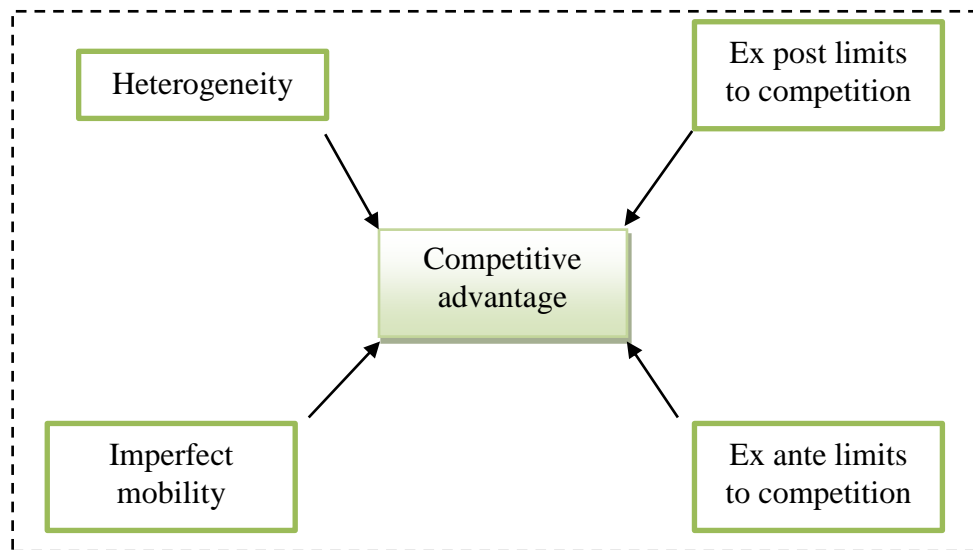 Heterogeneity
Ex post limits
to competition
Competitive
advantage
Imperfect
mobility
Ex ante limits
to competition